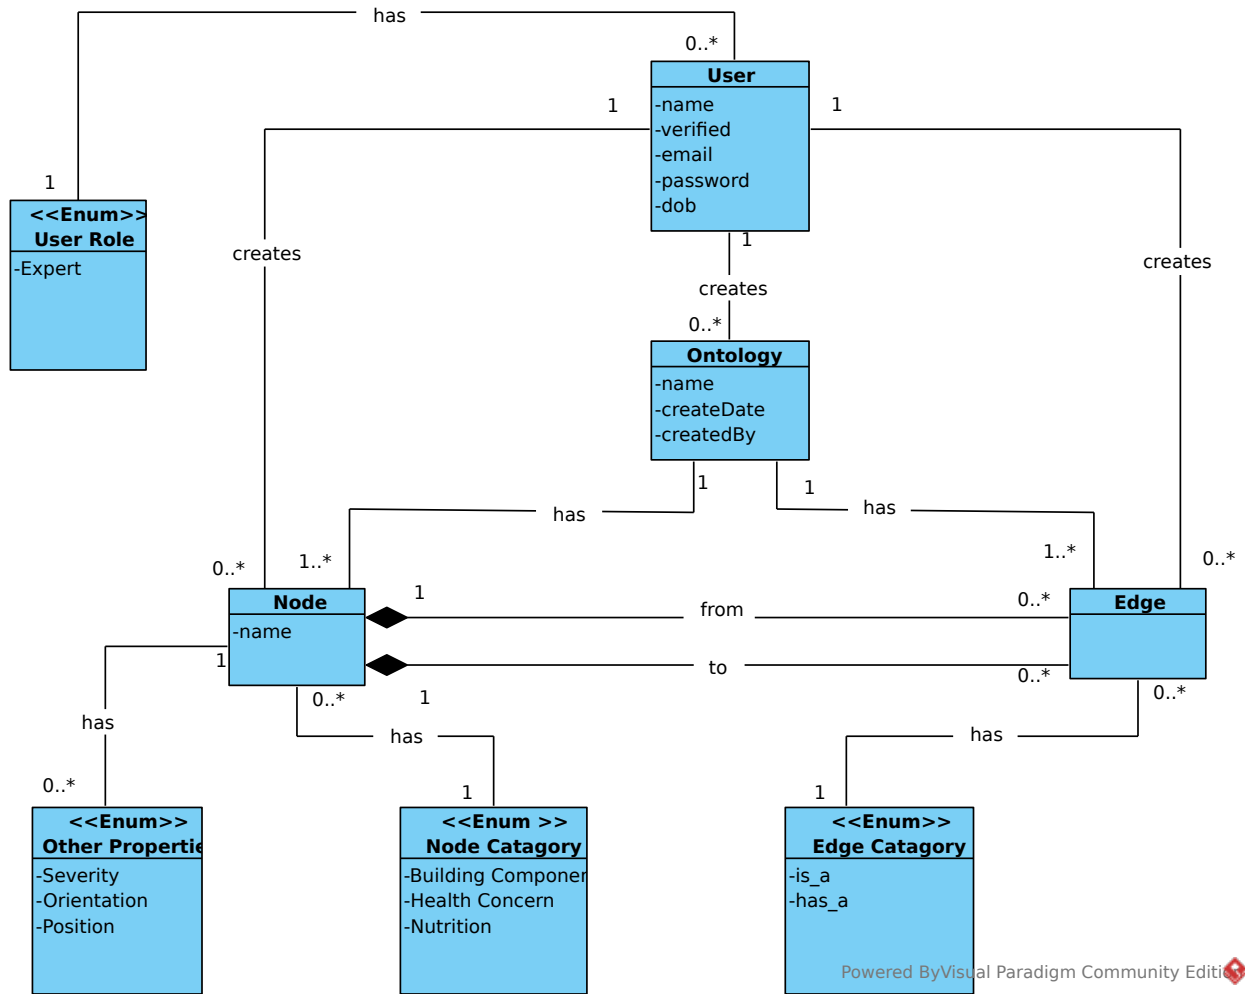 has
0..*
User
-name
-verified
-email
-password
-dob
1
1
1
<<Enum>>
User Role
-Expert
creates
creates
1
creates
0..*
Ontology
-name
-createDate
-createdBy
1
1
has
has
0..*
1..*
1..*
0..*
Node
-name
1
from
0..*
Edge
1
to
0..*
1
0..*
0..*
has
has
has
0..*
1
1
<<Enum>>
Other Propertie
-Severity
-Orientation
-Position
<<Enum >>
Node Catagory
-Building Componen
-Health Concern
-Nutrition
<<Enum>>
Edge Catagory
-is_a
-has_a
Powered ByVisual Paradigm Community Edition